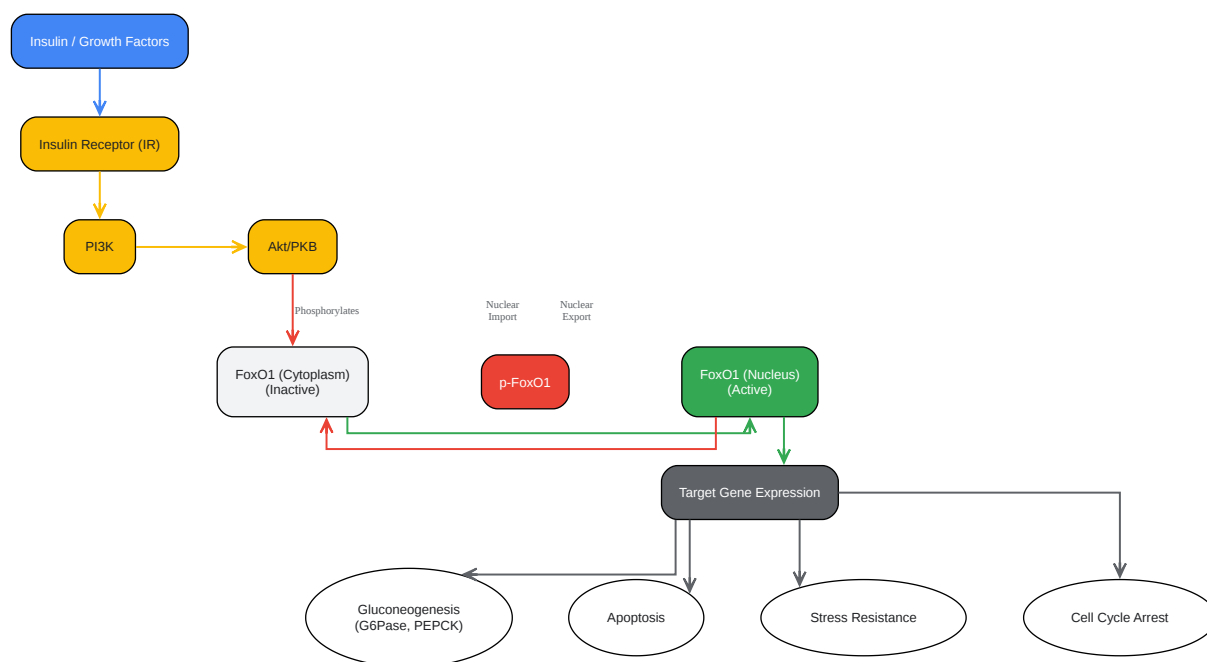 Insulin / Growth Factors
Insulin Receptor (IR)
PI3K
Akt/PKB
Phosphorylates
Nuclear
Import
Nuclear
Export
FoxO1 (Cytoplasm)
(Inactive)
p-FoxO1
FoxO1 (Nucleus)
(Active)
Target Gene Expression
Gluconeogenesis
(G6Pase, PEPCK)
Apoptosis
Stress Resistance
Cell Cycle Arrest